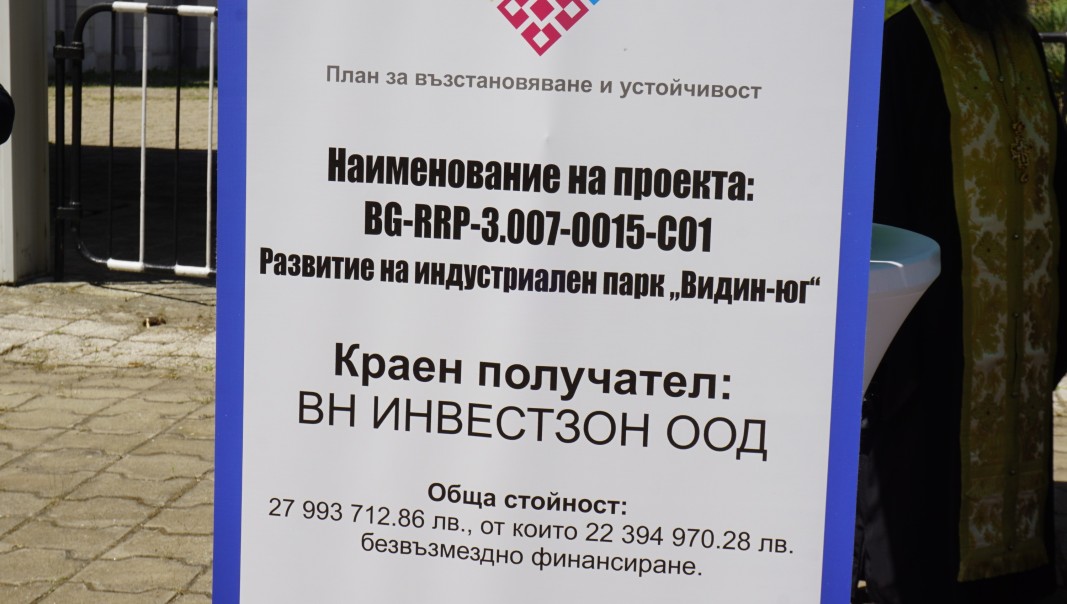 План за възстановяване и устойчивост
Наименование на проекта:
BG-RRP-3.007-0015-C01
Развитие на индустриален парк „Видин-юг“
Краен получател:
ВН ИНВЕСТЗОН ООД
Обща стойност:
27 993 712.86 лв., от които 22 394 970.28 лв.
безвъзмездно финансиране.